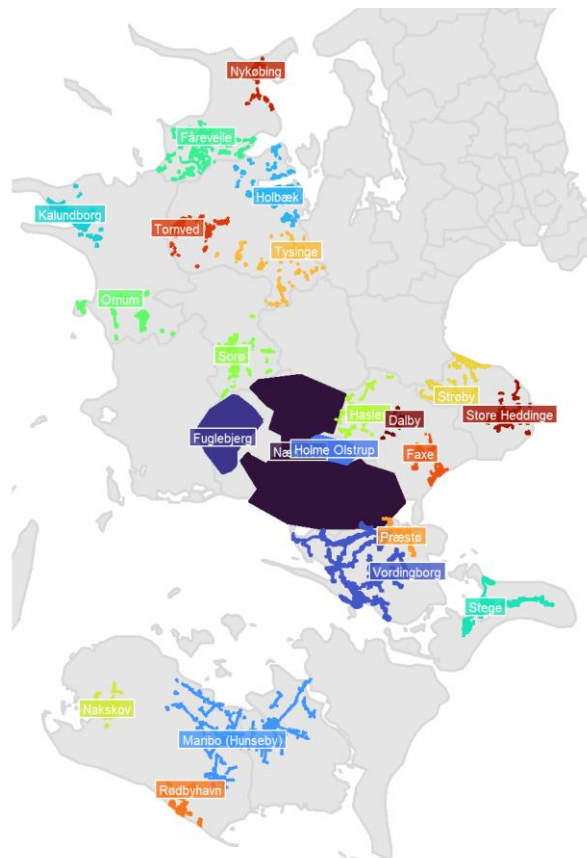 Nykøbing
Fårevejle
Holbæk
Kalundborg
Tornved
Tysinge
Ornum
Sorø
Strøby
Haslev
Dalby
Store Heddinge
Fuglebjerg
Holme Olstrup
Faxe
Præstø
Vordingborg
Stege
Nakskov
Maribo (Hunseby)
Rødbyhavn